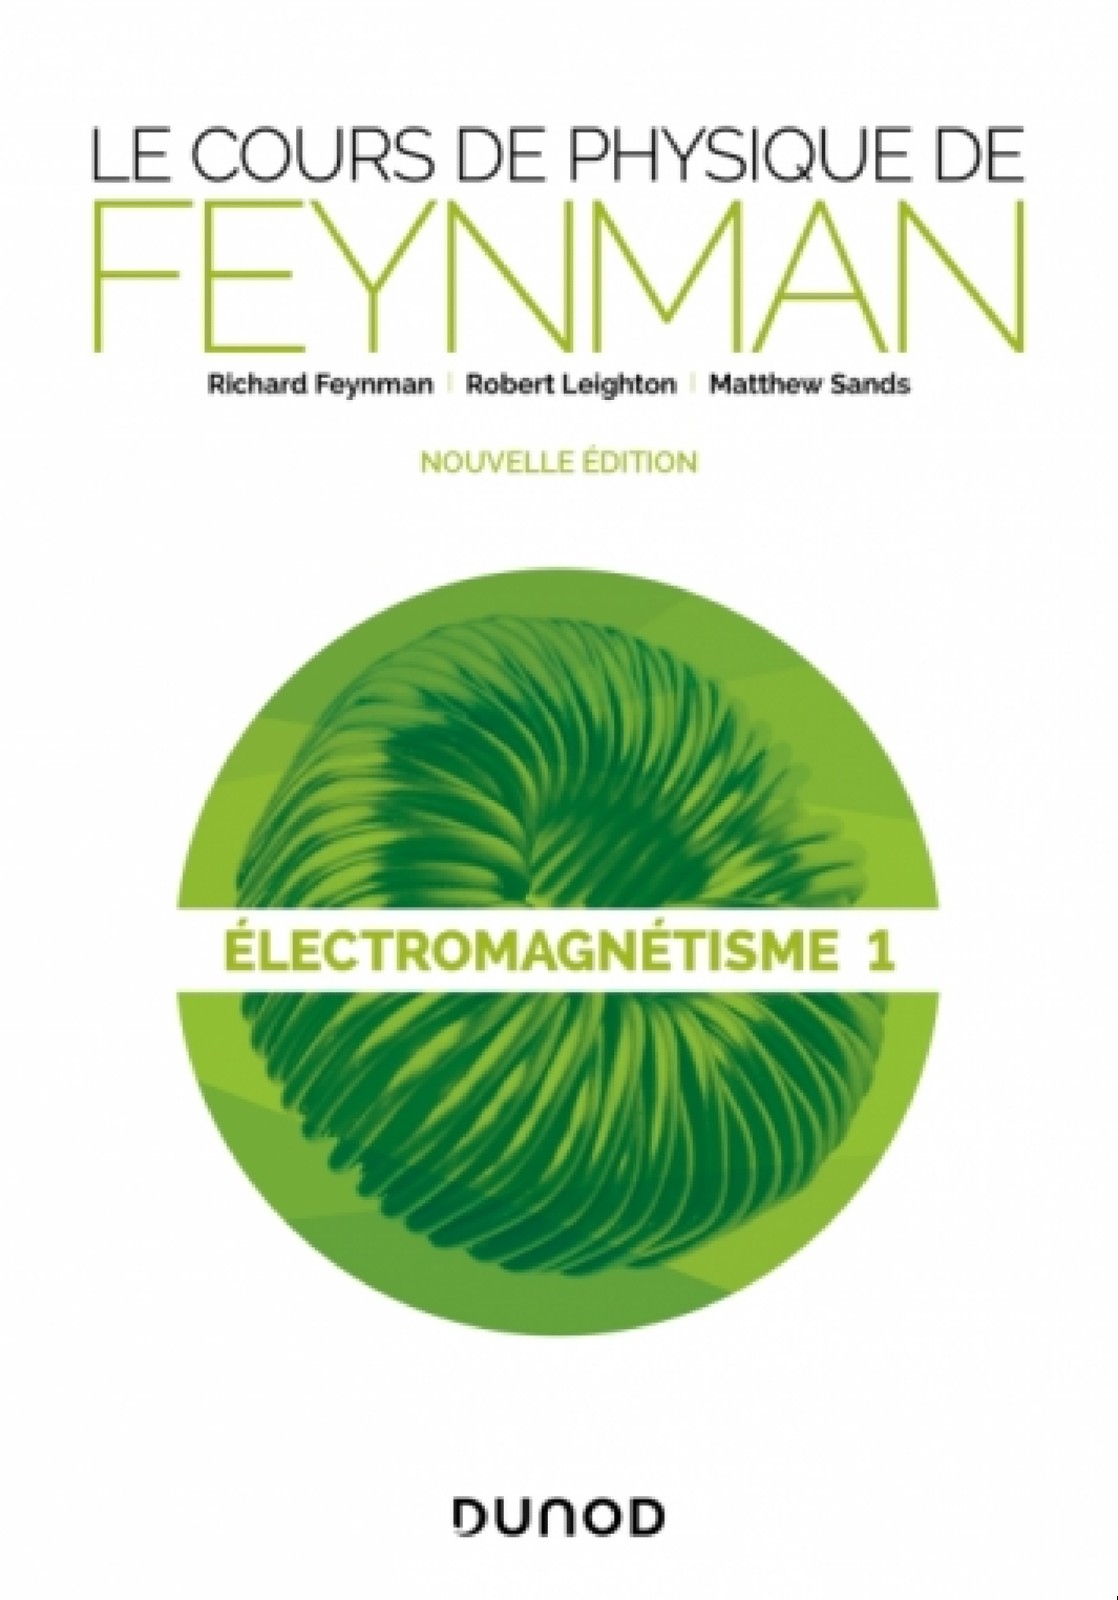 LE COURS DE PHYSIQUE DE
FEYNMAN
Richard Feynman | Robert Leighton | Matthew Sands
NOUVELLE ÉDITION
ÉLECTROMAGNÉTISME 1
DUNOD